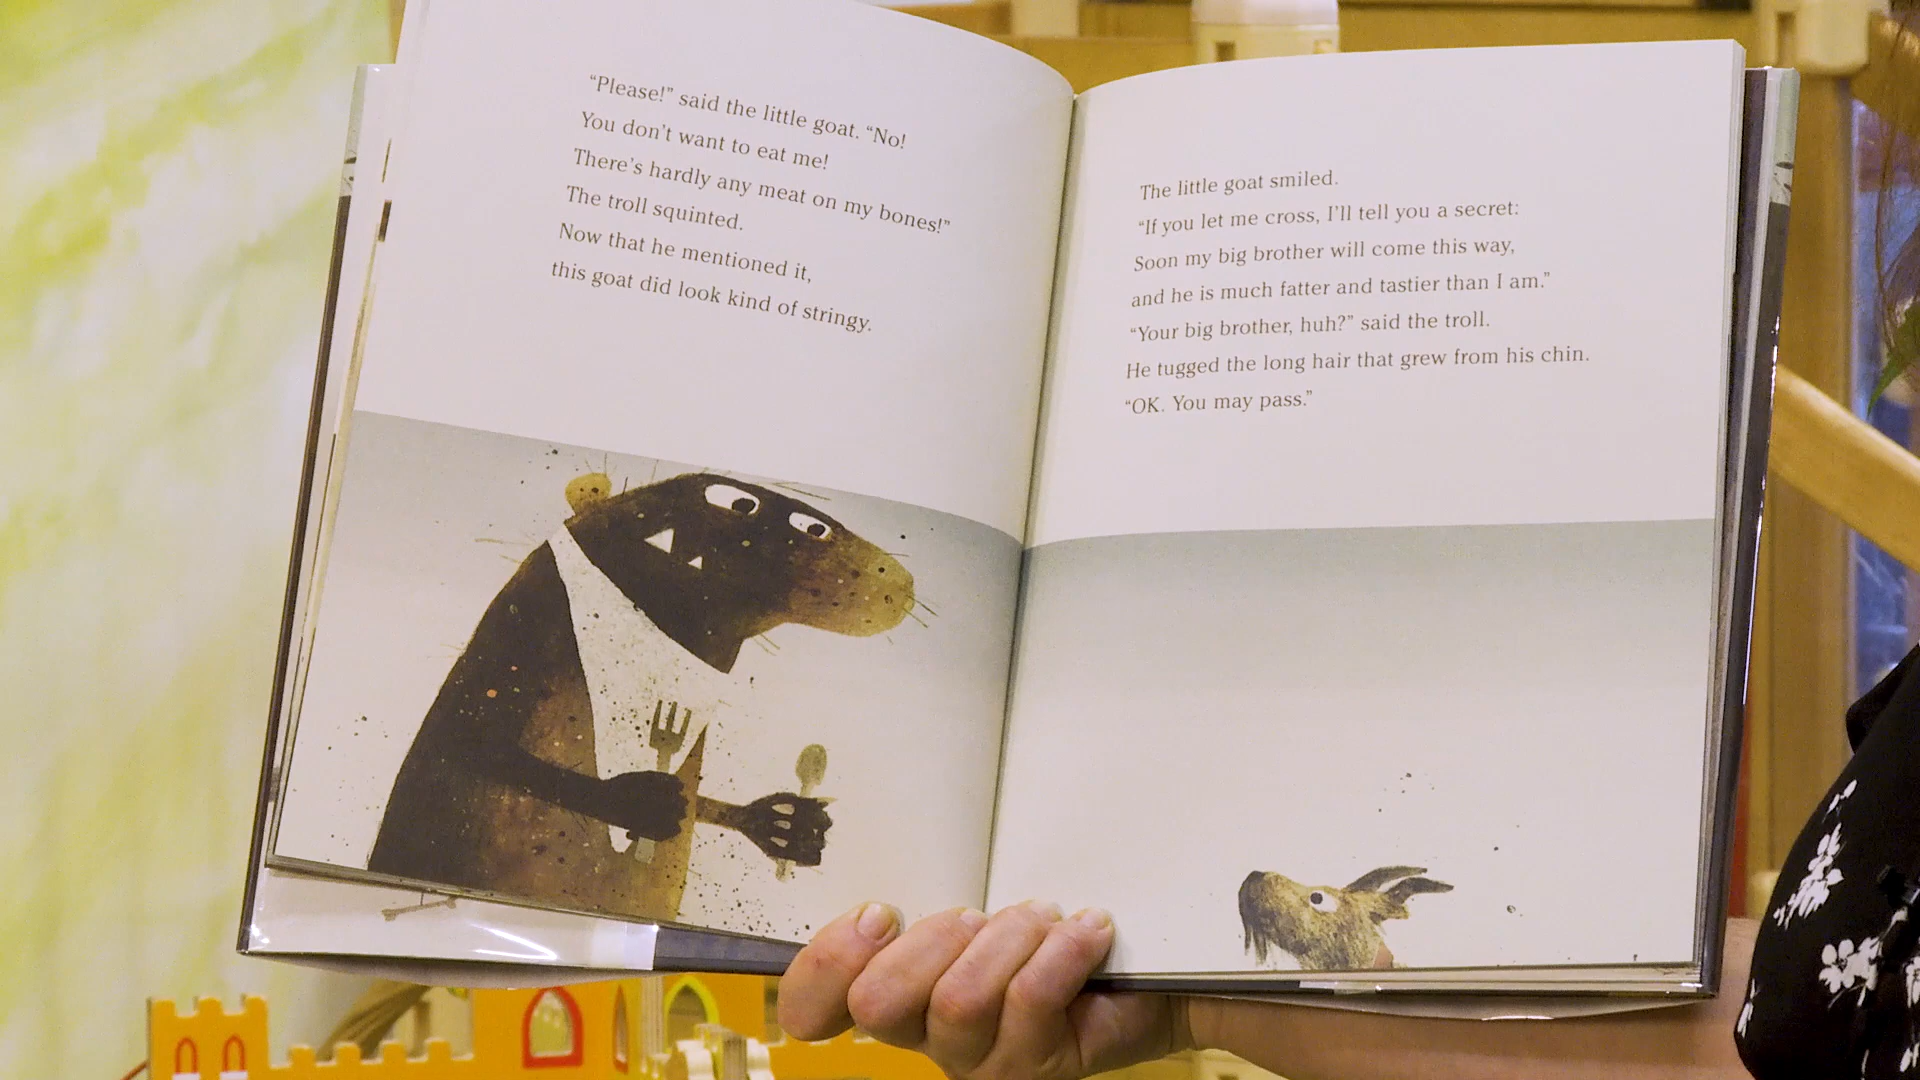 “Please!” said the little goat. “No!
You don’t want to eat me!
There’s hardly any meat on my bones!”
The troll squinted.
Now that he mentioned it,
this goat did look kind of stringy.
The little goat smiled.
“If you let me cross, I’ll tell you a secret:
Soon my big brother will come this way,
and he is much fatter and tastier than I am.”
“Your big brother, huh?” said the troll.
He tugged the long hair that grew from his chin.
“OK. You may pass.”